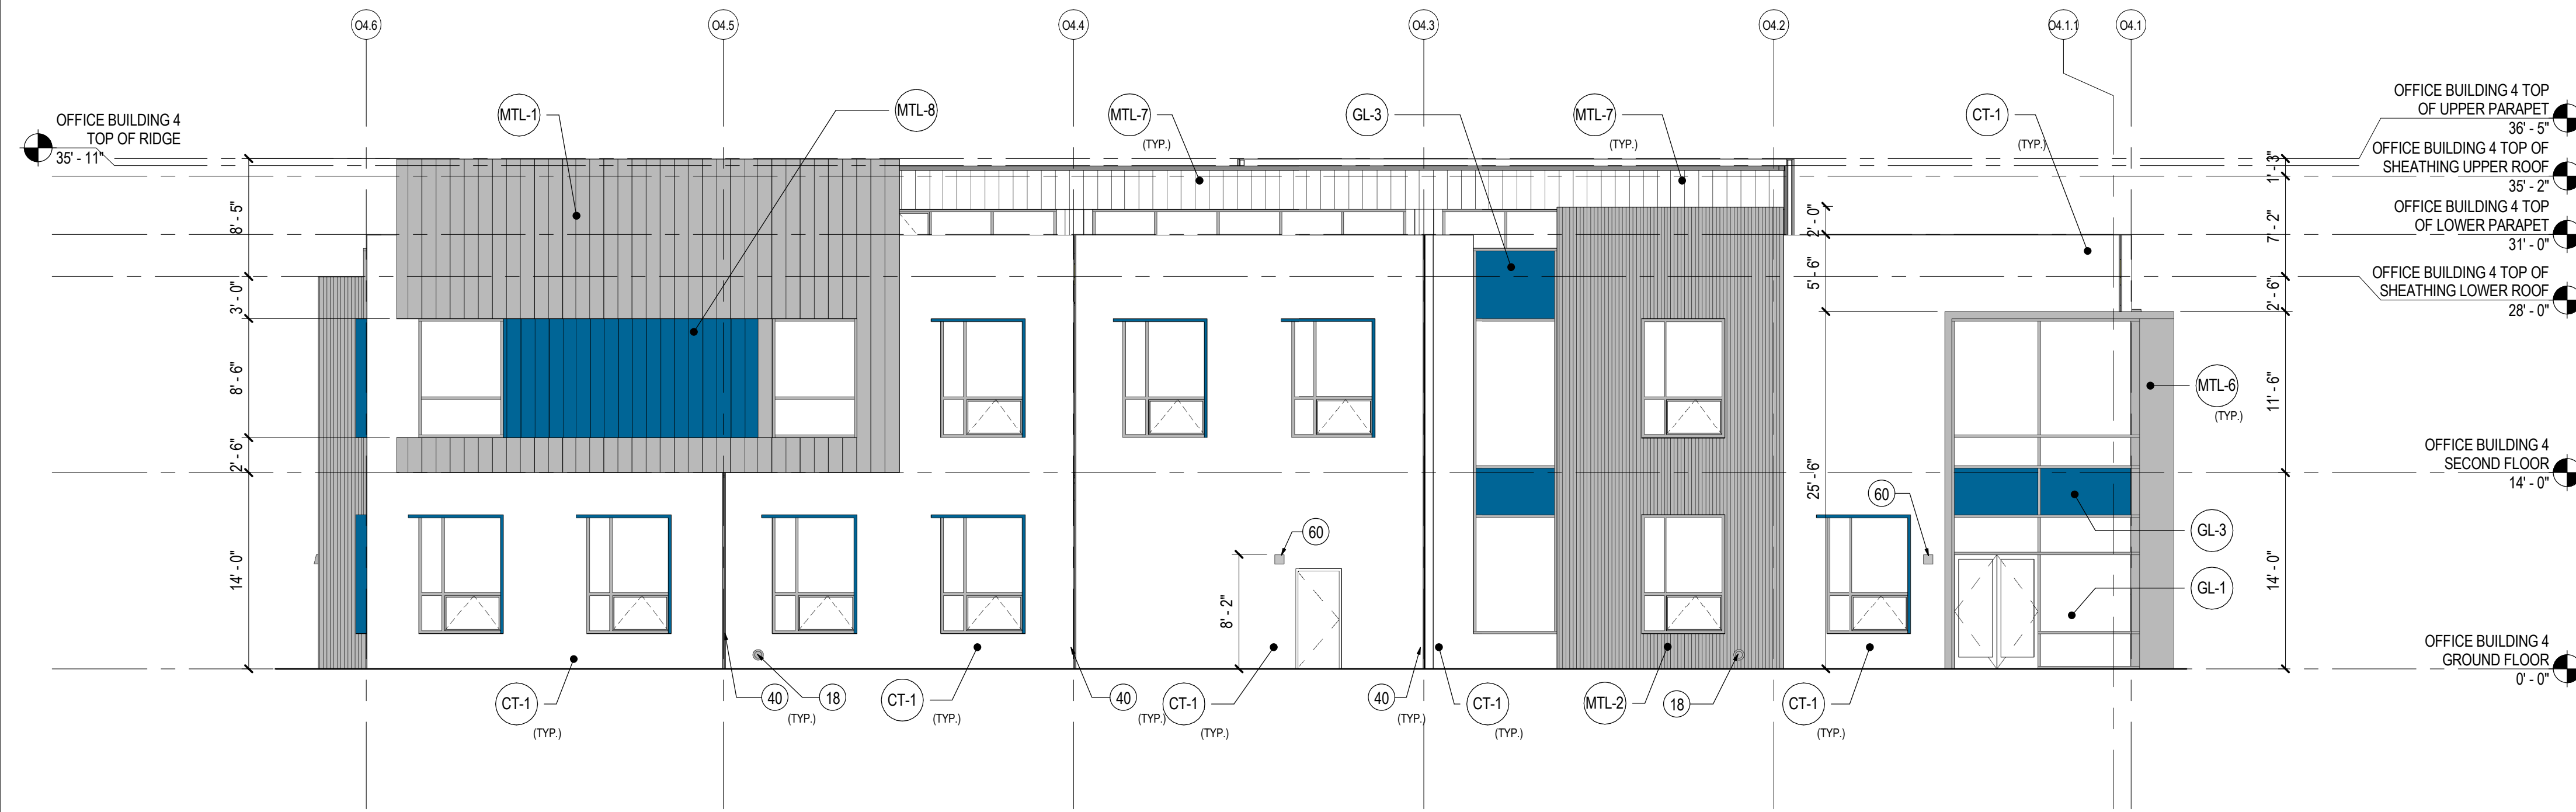 O4.6
O4.5
O4.4
O4.3
O4.2
O4.1.1
O4.1
OFFICE BUILDING 4
TOP OF RIDGE
35' - 11"
MTL-1
MTL-8
MTL-7
(TYP.)
GL-3
MTL-7
(TYP.)
CT-1
(TYP.)
OFFICE BUILDING 4 TOP
OF UPPER PARAPET
36' - 5"
OFFICE BUILDING 4 TOP OF
SHEATHING UPPER ROOF
35' - 2"
OFFICE BUILDING 4 TOP
OF LOWER PARAPET
31' - 0"
OFFICE BUILDING 4 TOP OF
SHEATHING LOWER ROOF
28' - 0"
OFFICE BUILDING 4
SECOND FLOOR
14' - 0"
OFFICE BUILDING 4
GROUND FLOOR
0' - 0"
8' - 5"
3' - 0"
8' - 6"
2' - 6"
14' - 0"
60
8' - 2"
2' - 0"
5' - 6"
25' - 6"
60
1' - 3"
7' - 2"
2' - 6"
11' - 6"
14' - 0"
MTL-6
(TYP.)
GL-3
GL-1
CT-1
(TYP.)
40
(TYP.)
18
CT-1
(TYP.)
40
(TYP.)
CT-1
(TYP.)
40
(TYP.)
CT-1
(TYP.)
MTL-2
18
CT-1
(TYP.)